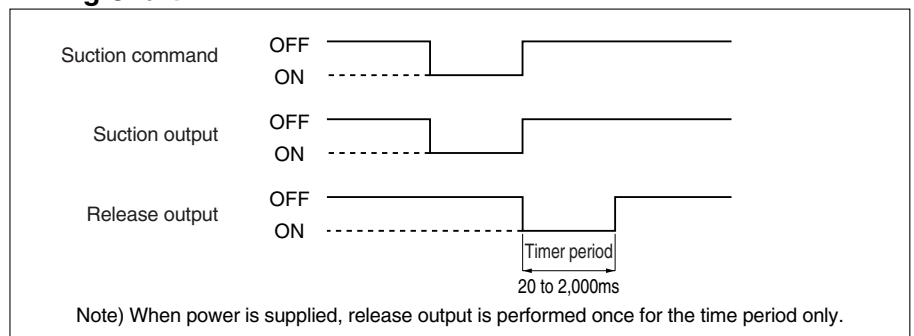 Suction command
OFF
ON
Suction output
OFF
ON
Release output
OFF
ON
Timer period
20 to 2,000ms
Note) When power is supplied, release output is performed once for the time period only.